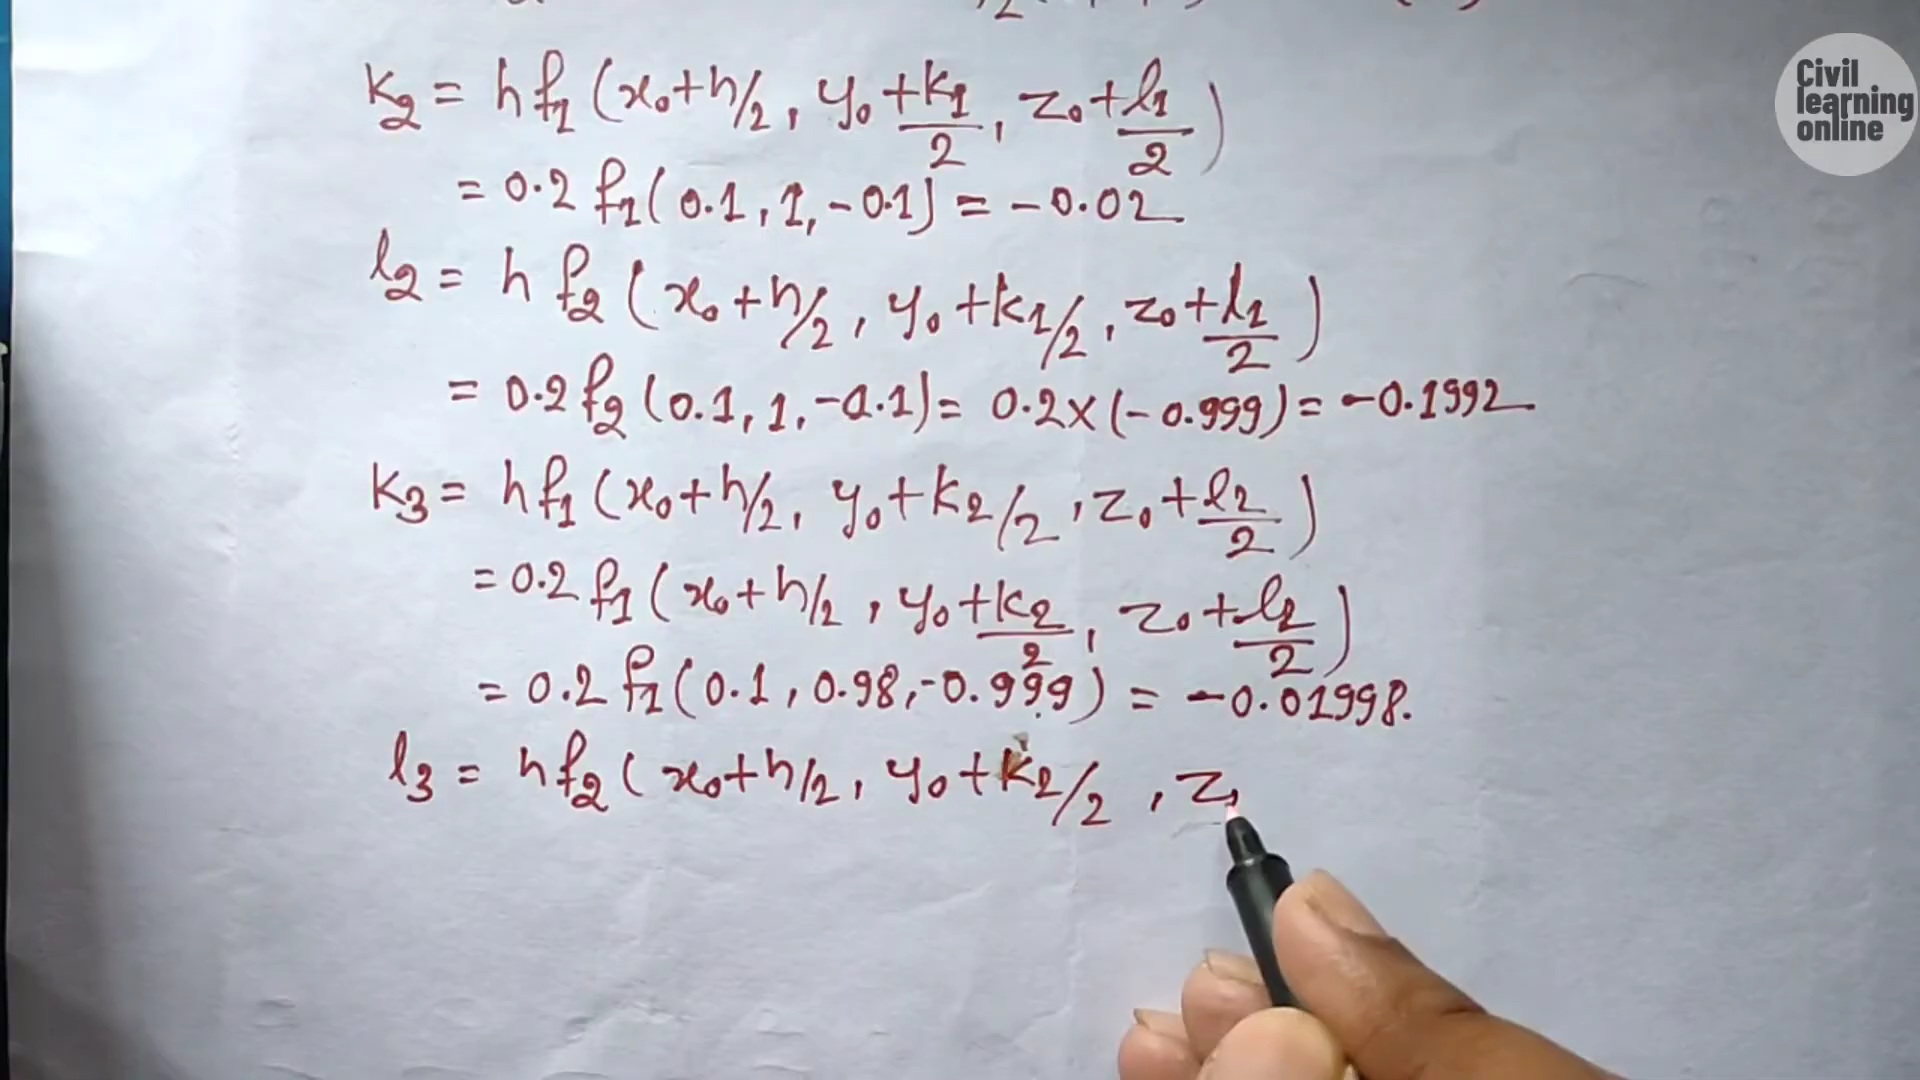 Civil
learning
online
K₂ = hf₁(x₀+h/2, y₀+k₁/2, z₀+l₁/2)
= 0.2 f₁(0.1, 1, -0.1) = -0.02
l₂ = h f₂(x₀+h/2, y₀+k₁/2, z₀+l₁/2)
= 0.2 f₂(0.1, 1, -0.1) = 0.2×(-0.999) = -0.1992
K₃ = hf₁(x₀+h/2, y₀+k₂/2, z₀+l₂/2)
= 0.2 f₁(x₀+h/2, y₀+k₂/2, z₀+l₂/2)
= 0.2 f₁(0.1, 0.98, -0.999) = -0.01998.
l₃ = hf₂(x₀+h/2, y₀+k₂/2, z